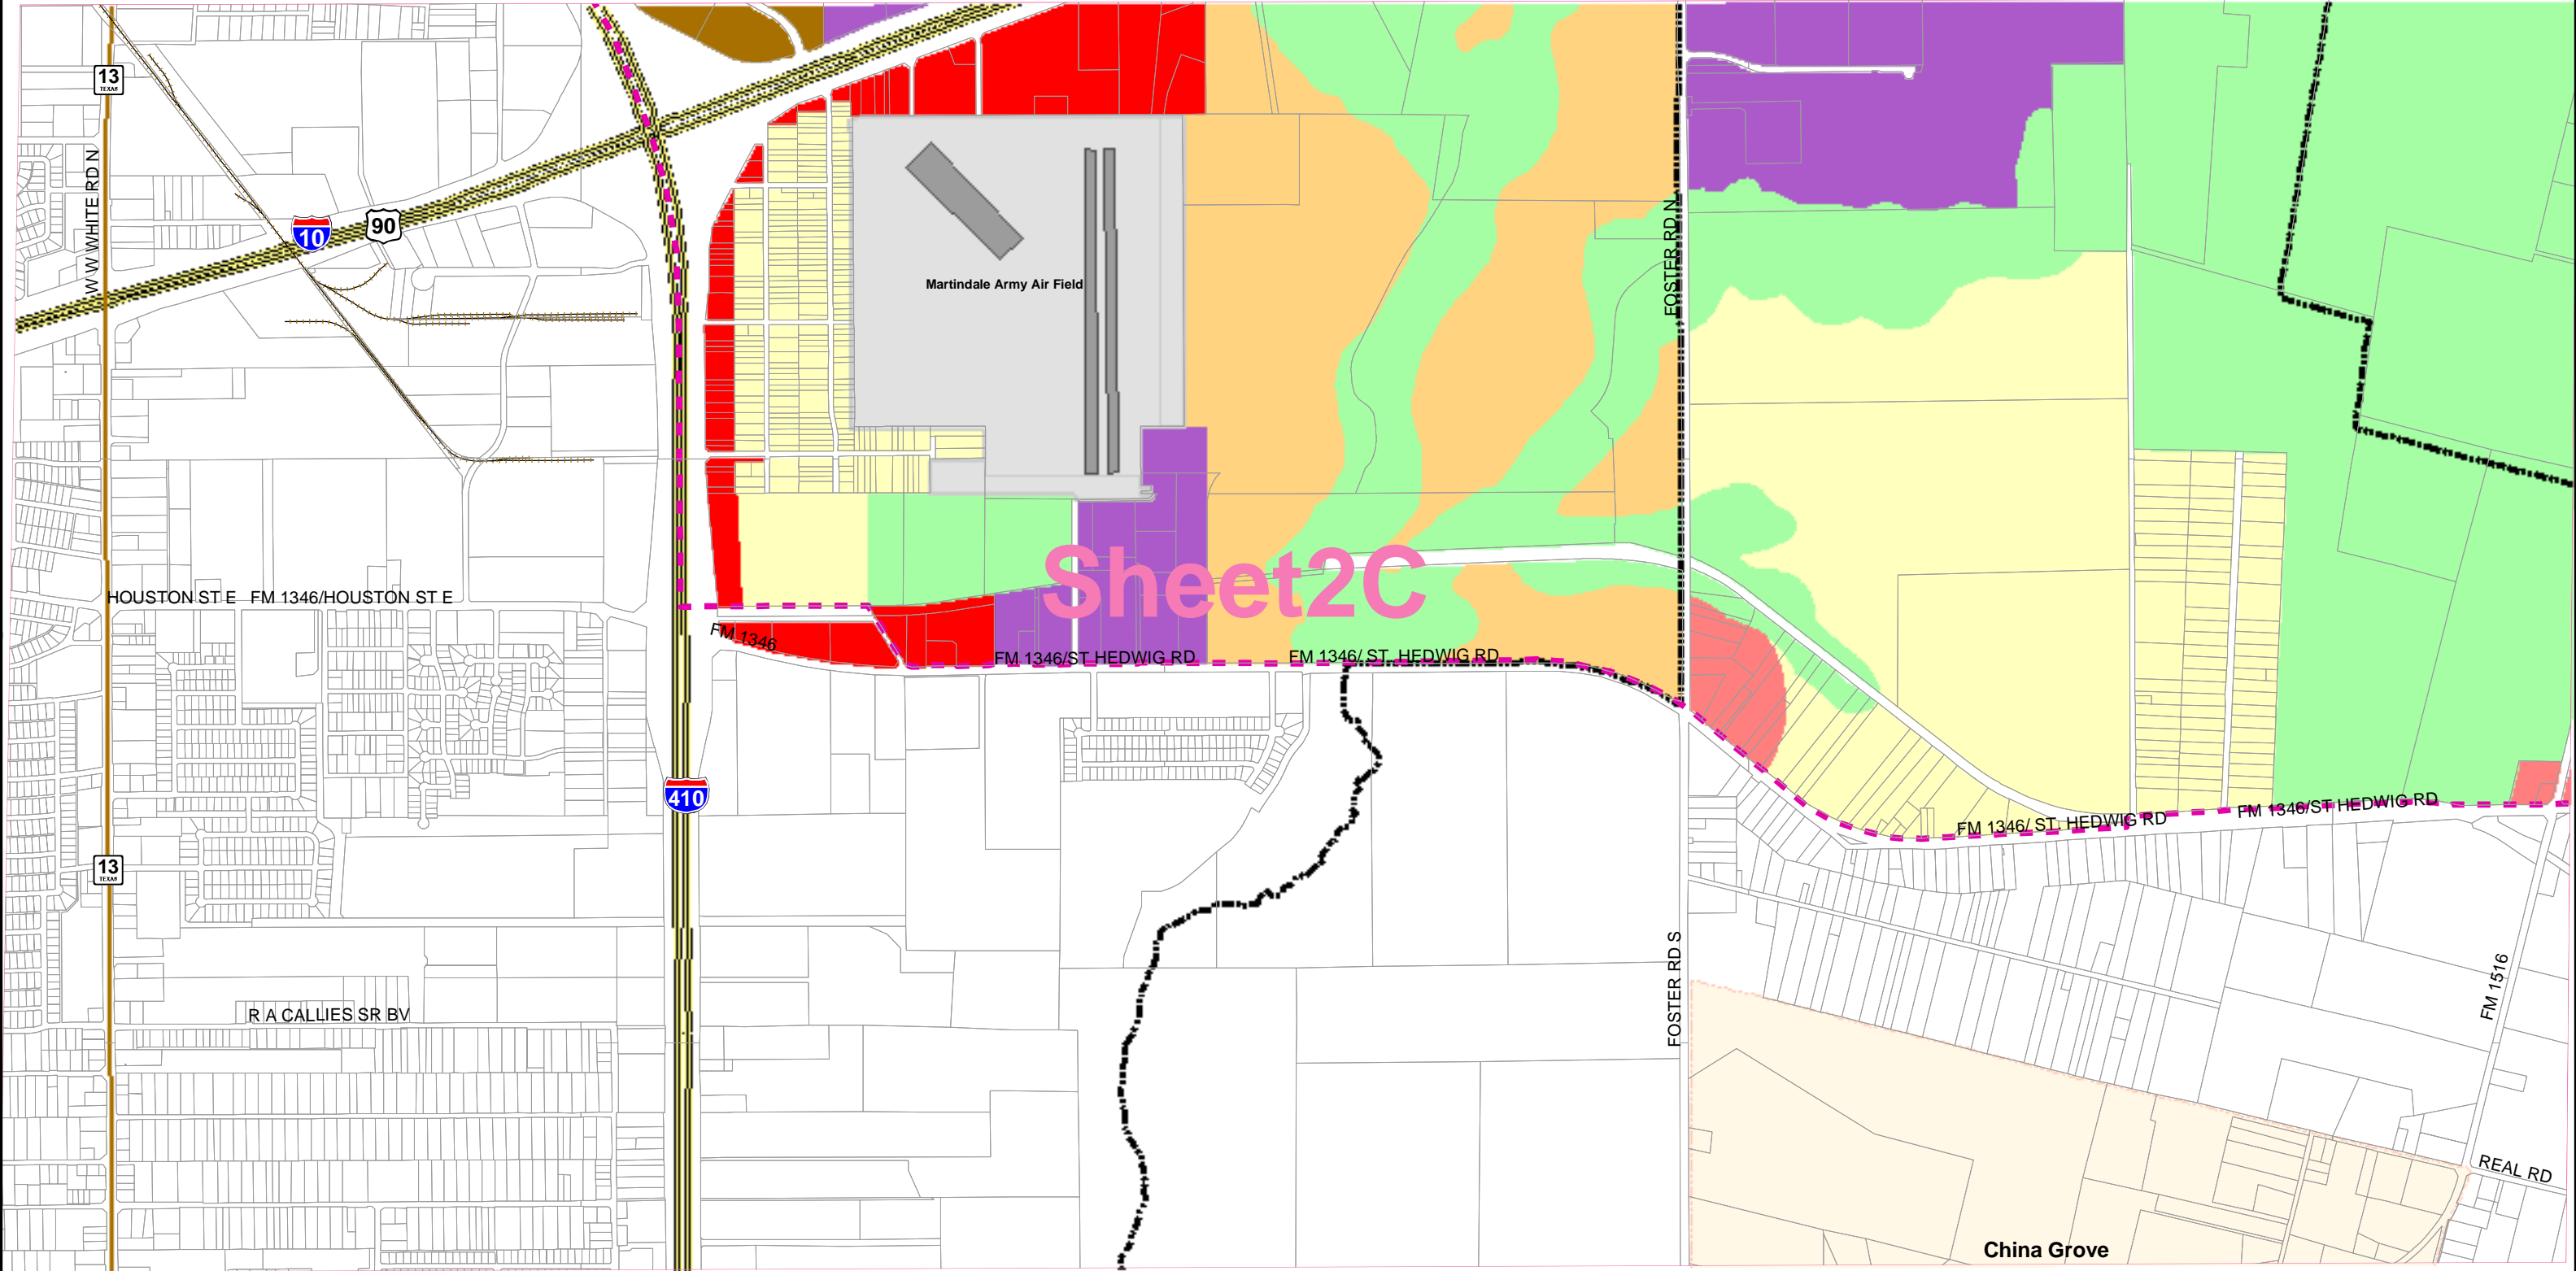 13
TEXAS
W W WHITE RD N
10
90
Martindale Army Air Field
FOSTER RD N
Sheet2C
HOUSTON ST E
FM 1346/HOUSTON ST E
FM 1346
FM 1346/ST HEDWIG RD
FM 1346/ ST. HEDWIG RD
410
FM 1346/ ST. HEDWIG RD
FM 1346/ST HEDWIG RD
13
TEXAS
FOSTER RD S
FM 1516
R A CALLIES SR BV
REAL RD
China Grove